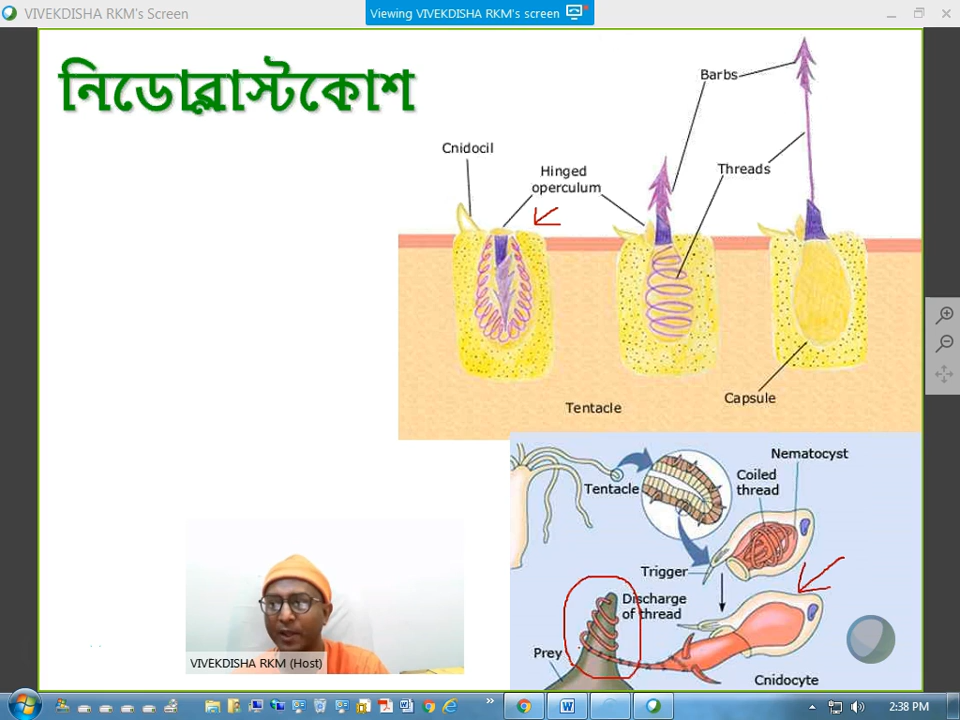 VIVEKDISHA RKM's Screen
Viewing VIVEKDISHA RKM's screen
নিডোব্লাস্টকোশ
Barbs
Cnidocil
Hinged
operculum
Threads
Capsule
Tentacle
Nematocyst
Coiled
thread
Tentacle
Trigger
Discharge
of thread
Prey
Cnidocyte
VIVEKDISHA RKM (Host)
2:38 PM